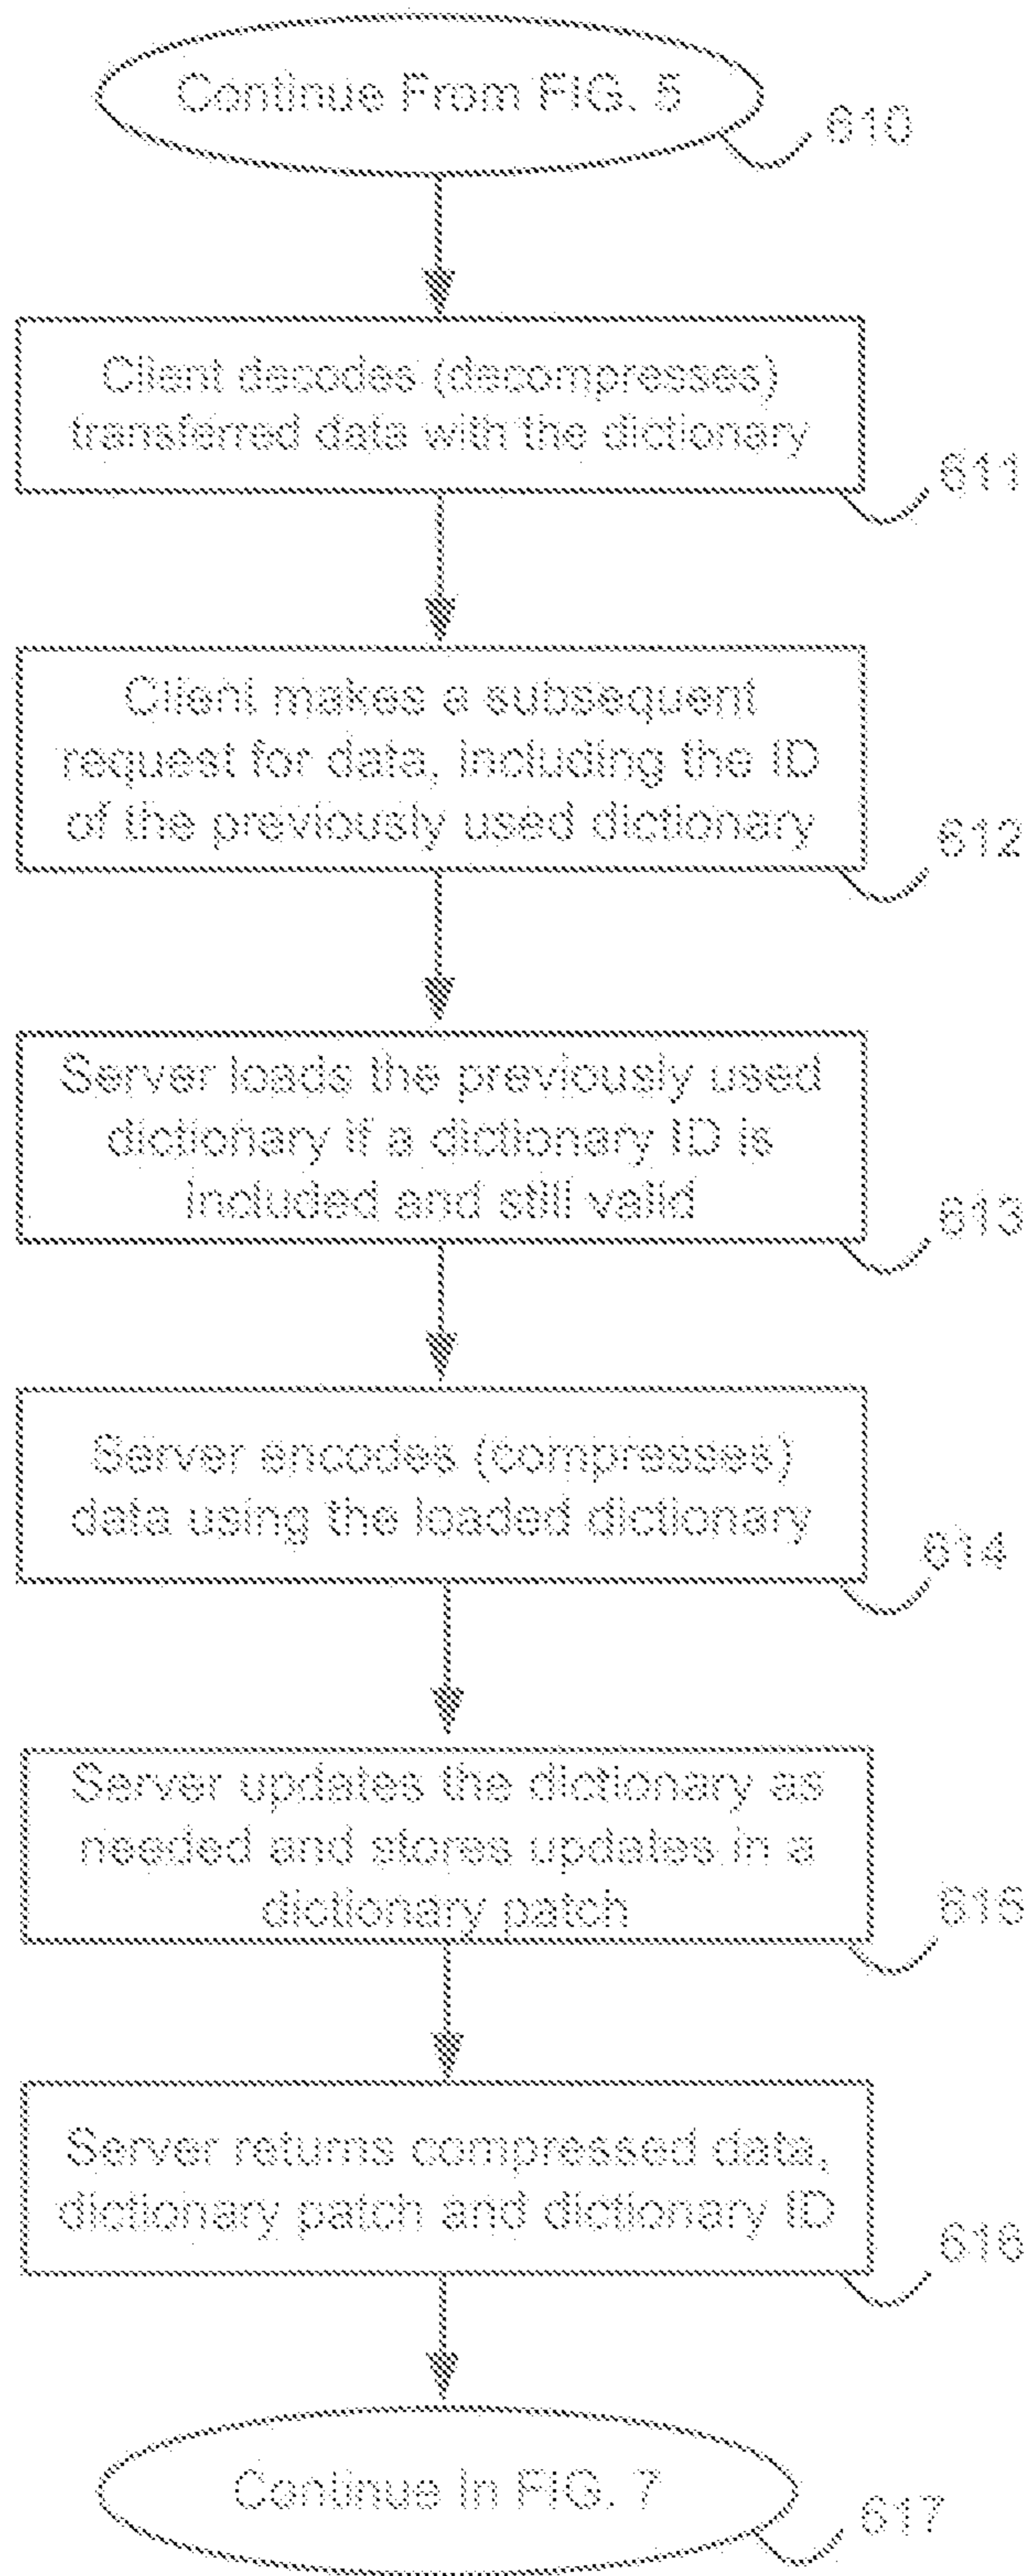 Continue From FIG. 5
610
Client decodes (decompresses)
transferred data with the dictionary
611
Client makes a subsequent
request for data, including the ID
of the previously used dictionary
612
Server loads the previously used
dictionary if a dictionary ID is
included and still valid
613
Server encodes (compresses)
data using the loaded dictionary
614
Server updates the dictionary as
needed and stores updates in a
dictionary patch
615
Server returns compressed data,
dictionary patch and dictionary ID
616
Continue in FIG. 7
617